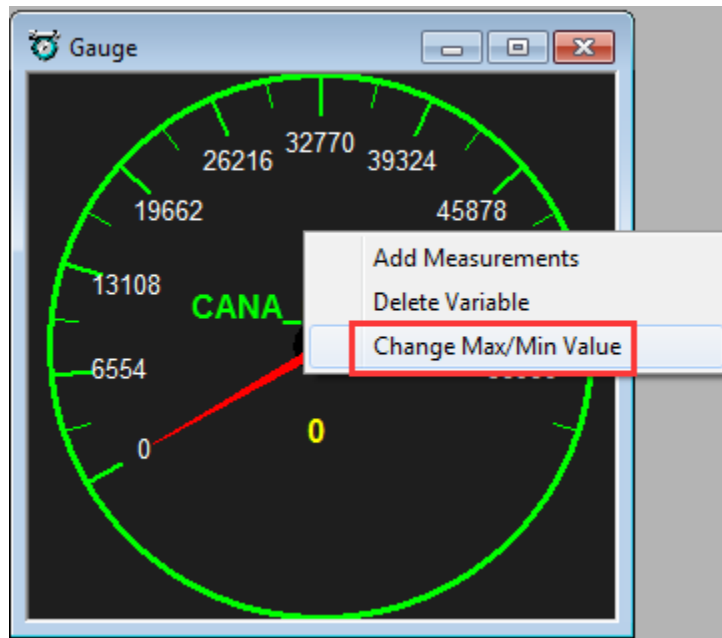 Gauge
32770
26216
39324
19662
45878
13108
CANA_
6554
0
0
Add Measurements
Delete Variable
Change Max/Min Value